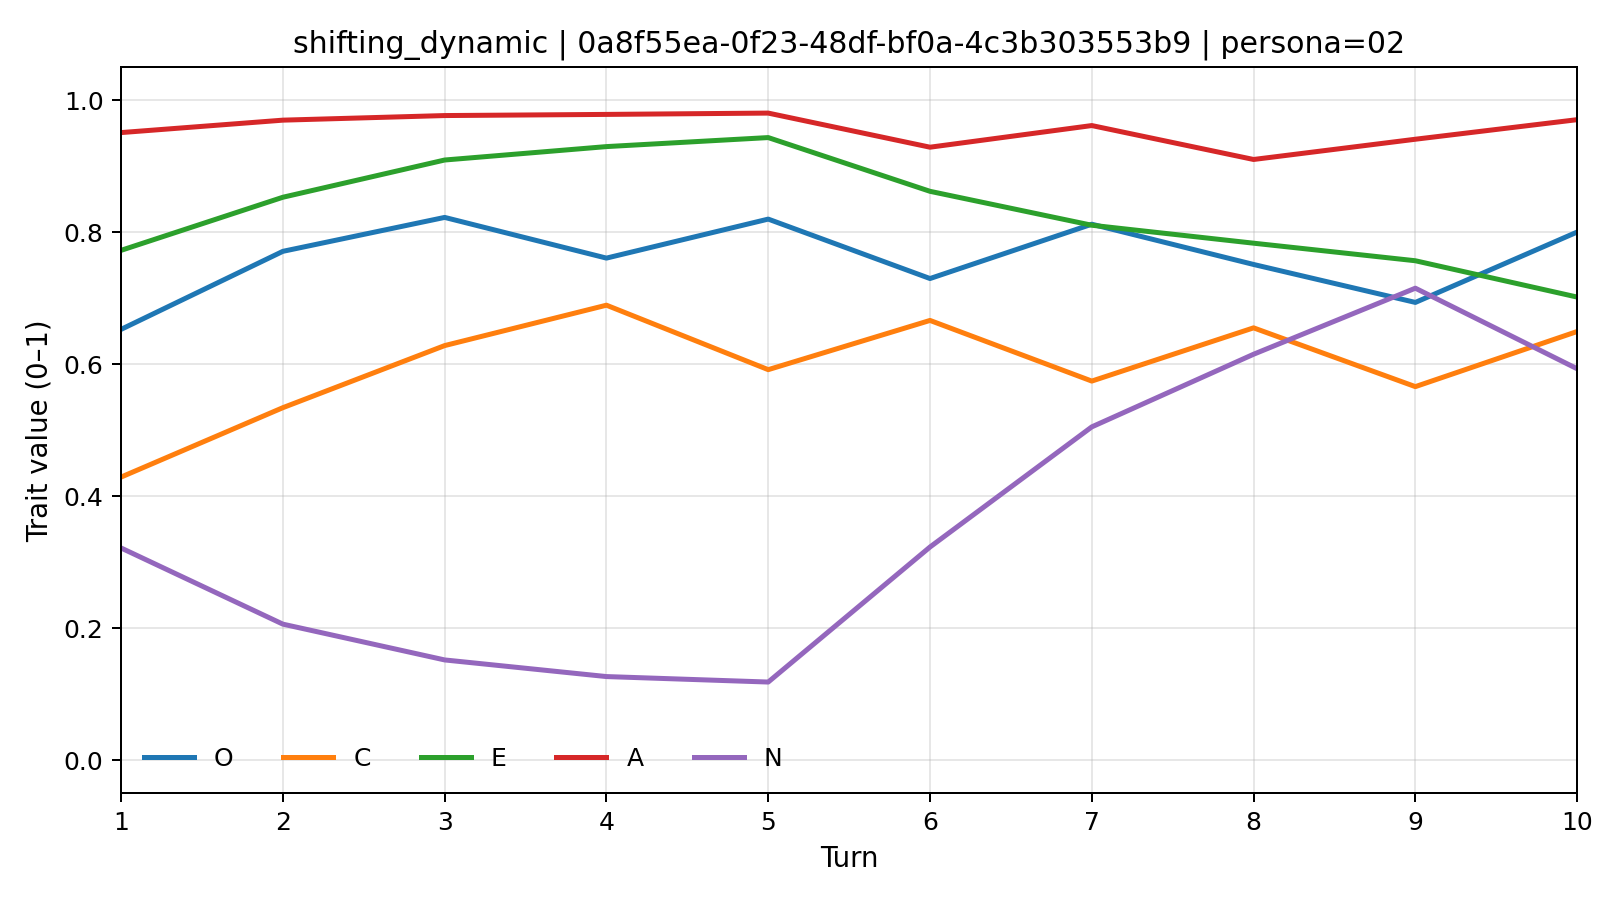 shifting_dynamic | 0a8f55ea-0f23-48df-bf0a-4c3b303553b9 | persona=02
Trait value (0–1)
1.0
0.8
0.6
0.4
0.2
0.0
O C E A N
1 2 3 4 5 6 7 8 9 10
Turn